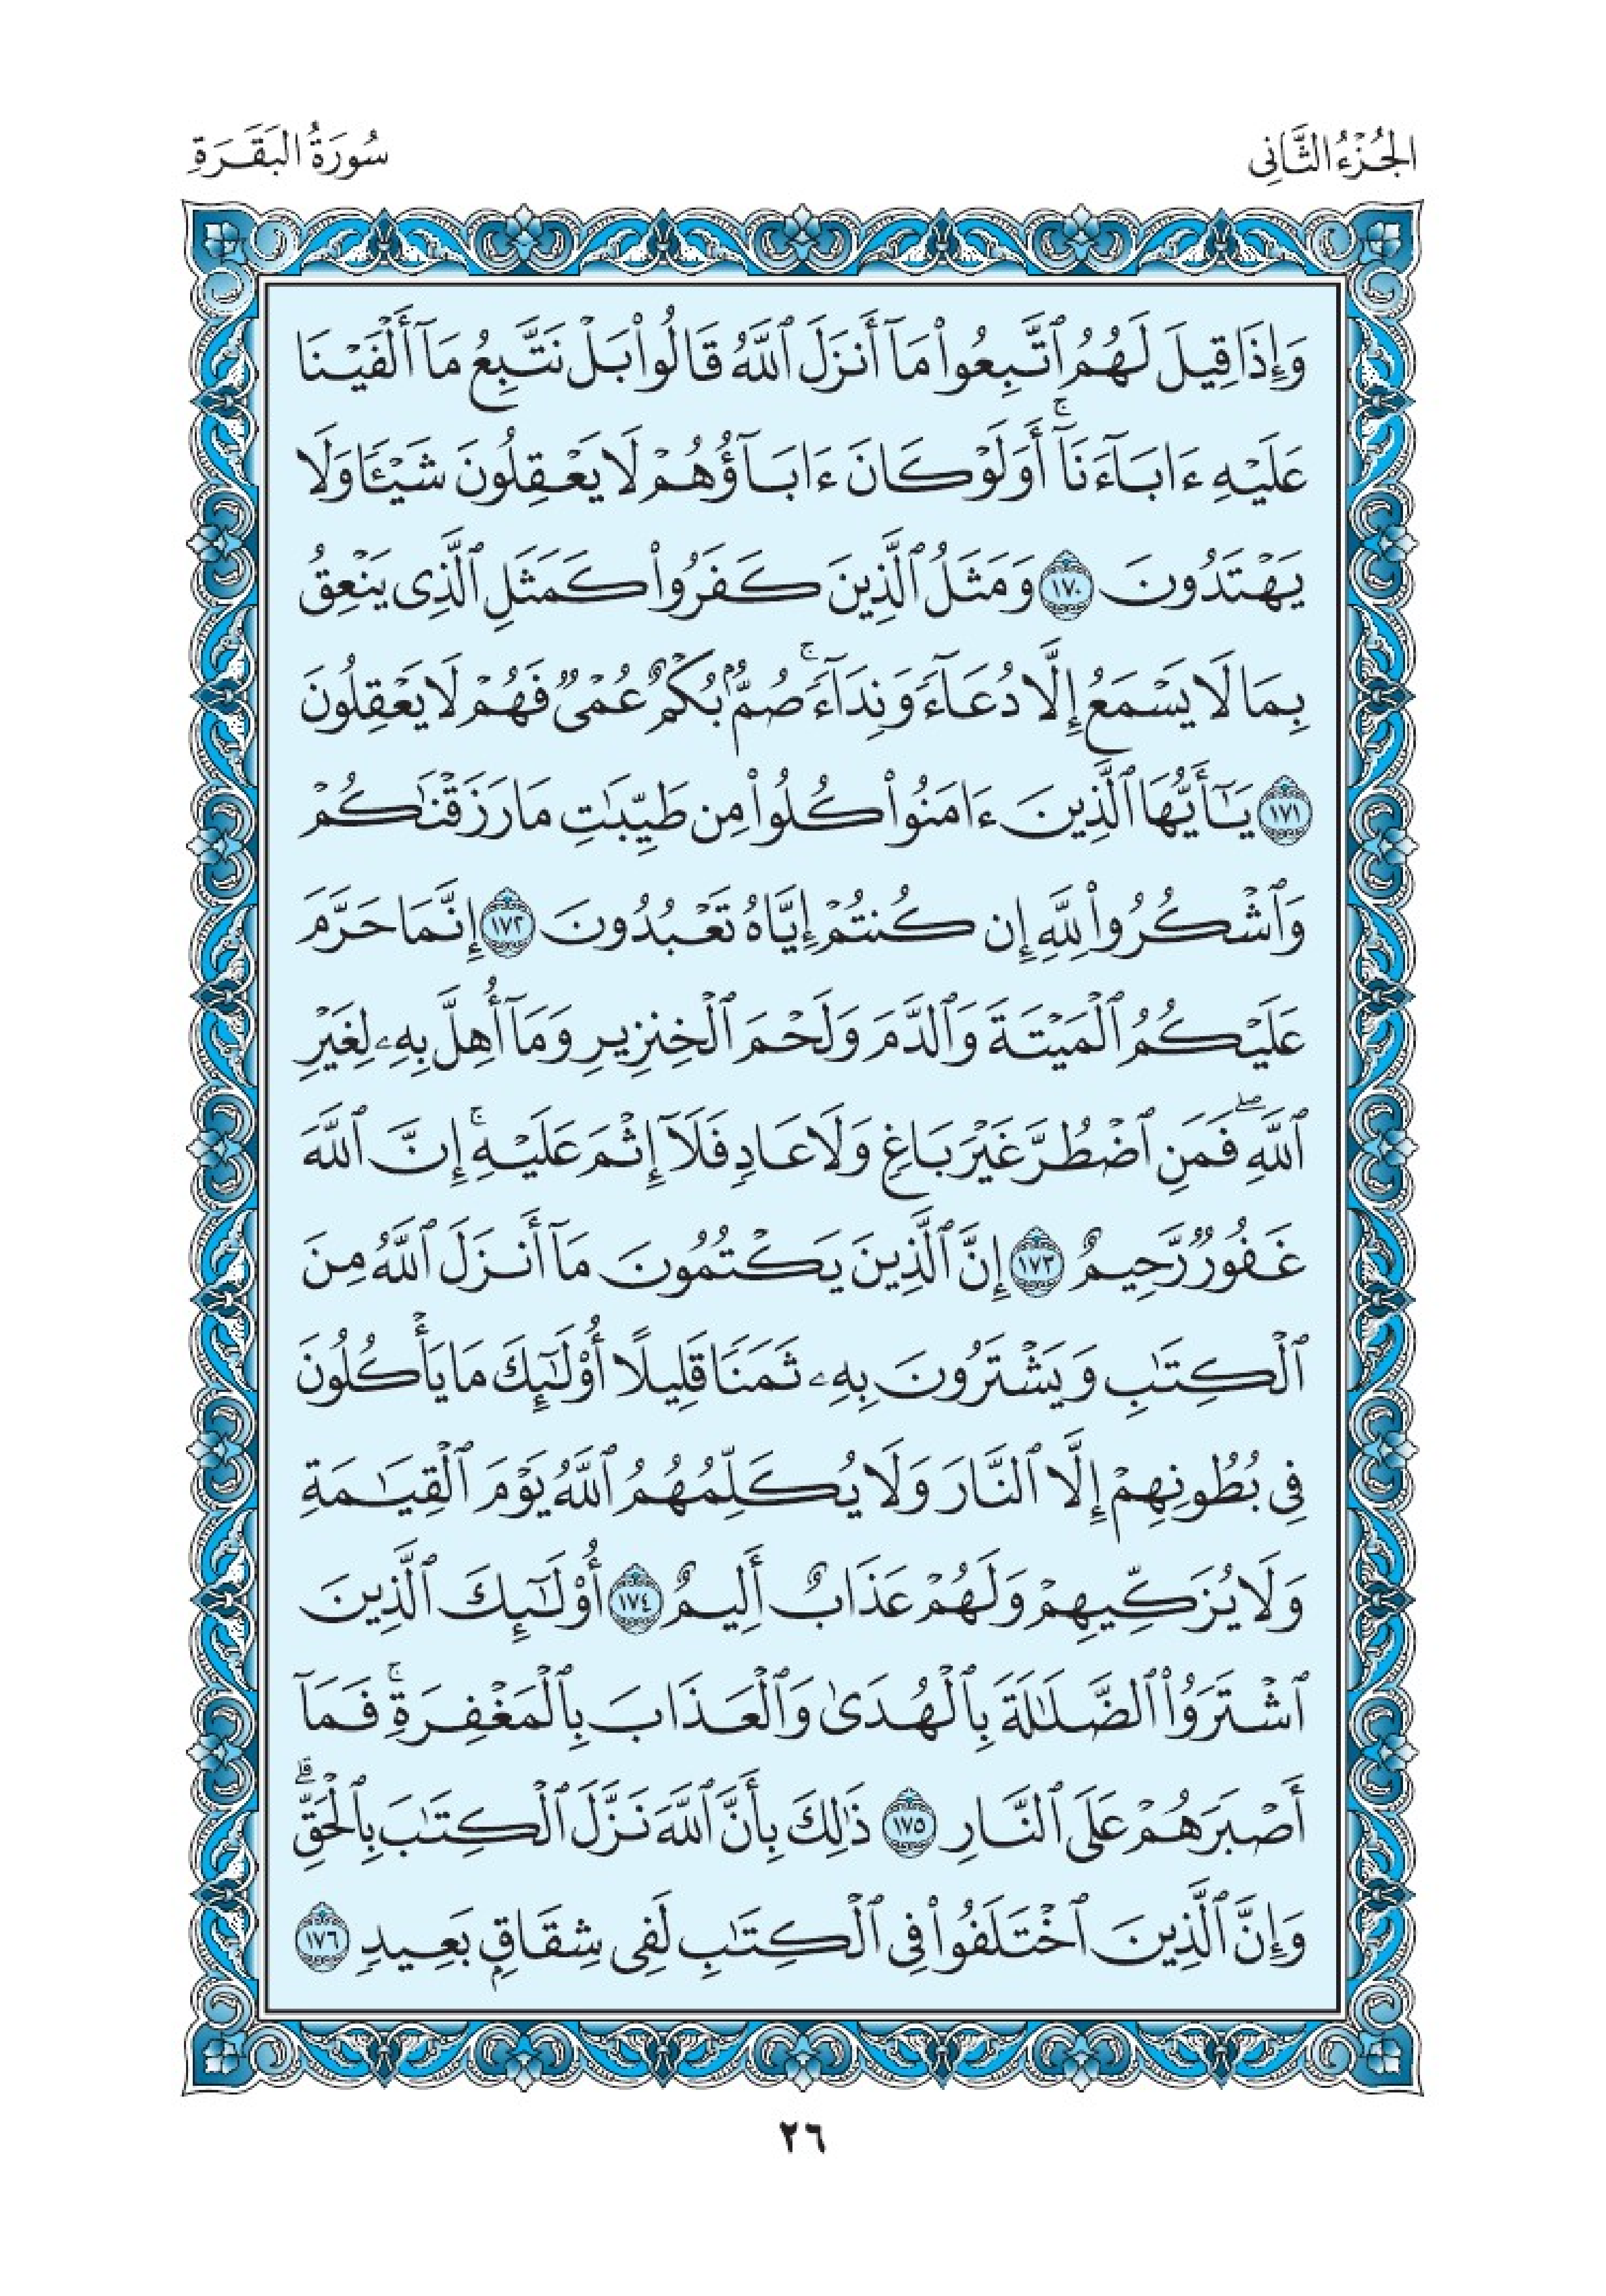 الجُزْءُ الثَّانِي
سُورَةُ البَقَرَةِ
وَإِذَا قِيلَ لَهُمُ ٱتَّبِعُوا۟ مَآ أَنزَلَ ٱللَّهُ قَالُوا۟ بَلْ نَتَّبِعُ مَآ أَلْفَيْنَا
عَلَيْهِ ءَابَآءَنَآ ۚ أَوَلَوْ كَانَ ءَابَآؤُهُمْ لَا يَعْقِلُونَ شَيْـًٔا وَلَا
يَهْتَدُونَ ١٧٠ وَمَثَلُ ٱلَّذِينَ كَفَرُوا۟ كَمَثَلِ ٱلَّذِى يَنْعِقُ
بِمَا لَا يَسْمَعُ إِلَّا دُعَآءً وَنِدَآءً ۚ صُمٌّۢ بُكْمٌ عُمْىٌ فَهُمْ لَا يَعْقِلُونَ
١٧١ يَـٰٓأَيُّهَا ٱلَّذِينَ ءَامَنُوا۟ كُلُوا۟ مِن طَيِّبَـٰتِ مَا رَزَقْنَـٰكُمْ
وَٱشْكُرُوا۟ لِلَّهِ إِن كُنتُمْ إِيَّاهُ تَعْبُدُونَ ١٧٢ إِنَّمَا حَرَّمَ
عَلَيْكُمُ ٱلْمَيْتَةَ وَٱلدَّمَ وَلَحْمَ ٱلْخِنزِيرِ وَمَآ أُهِلَّ بِهِۦ لِغَيْرِ
ٱللَّهِ ۖ فَمَنِ ٱضْطُرَّ غَيْرَ بَاغٍ وَلَا عَادٍ فَلَآ إِثْمَ عَلَيْهِ ۚ إِنَّ ٱللَّهَ
غَفُورٌ رَّحِيمٌ ١٧٣ إِنَّ ٱلَّذِينَ يَكْتُمُونَ مَآ أَنزَلَ ٱللَّهُ مِنَ
ٱلْكِتَـٰبِ وَيَشْتَرُونَ بِهِۦ ثَمَنًا قَلِيلًا أُو۟لَـٰٓئِكَ مَا يَأْكُلُونَ
فِى بُطُونِهِمْ إِلَّا ٱلنَّارَ وَلَا يُكَلِّمُهُمُ ٱللَّهُ يَوْمَ ٱلْقِيَـٰمَةِ
وَلَا يُزَكِّيهِمْ وَلَهُمْ عَذَابٌ أَلِيمٌ ١٧٤ أُو۟لَـٰٓئِكَ ٱلَّذِينَ
ٱشْتَرَوُا۟ ٱلضَّلَـٰلَةَ بِٱلْهُدَىٰ وَٱلْعَذَابَ بِٱلْمَغْفِرَةِ ۚ فَمَآ
أَصْبَرَهُمْ عَلَى ٱلنَّارِ ١٧٥ ذَٰلِكَ بِأَنَّ ٱللَّهَ نَزَّلَ ٱلْكِتَـٰبَ بِٱلْحَقِّ ۗ
وَإِنَّ ٱلَّذِينَ ٱخْتَلَفُوا۟ فِى ٱلْكِتَـٰبِ لَفِى شِقَاقٍۭ بَعِيدٍ ١٧٦
٢٦